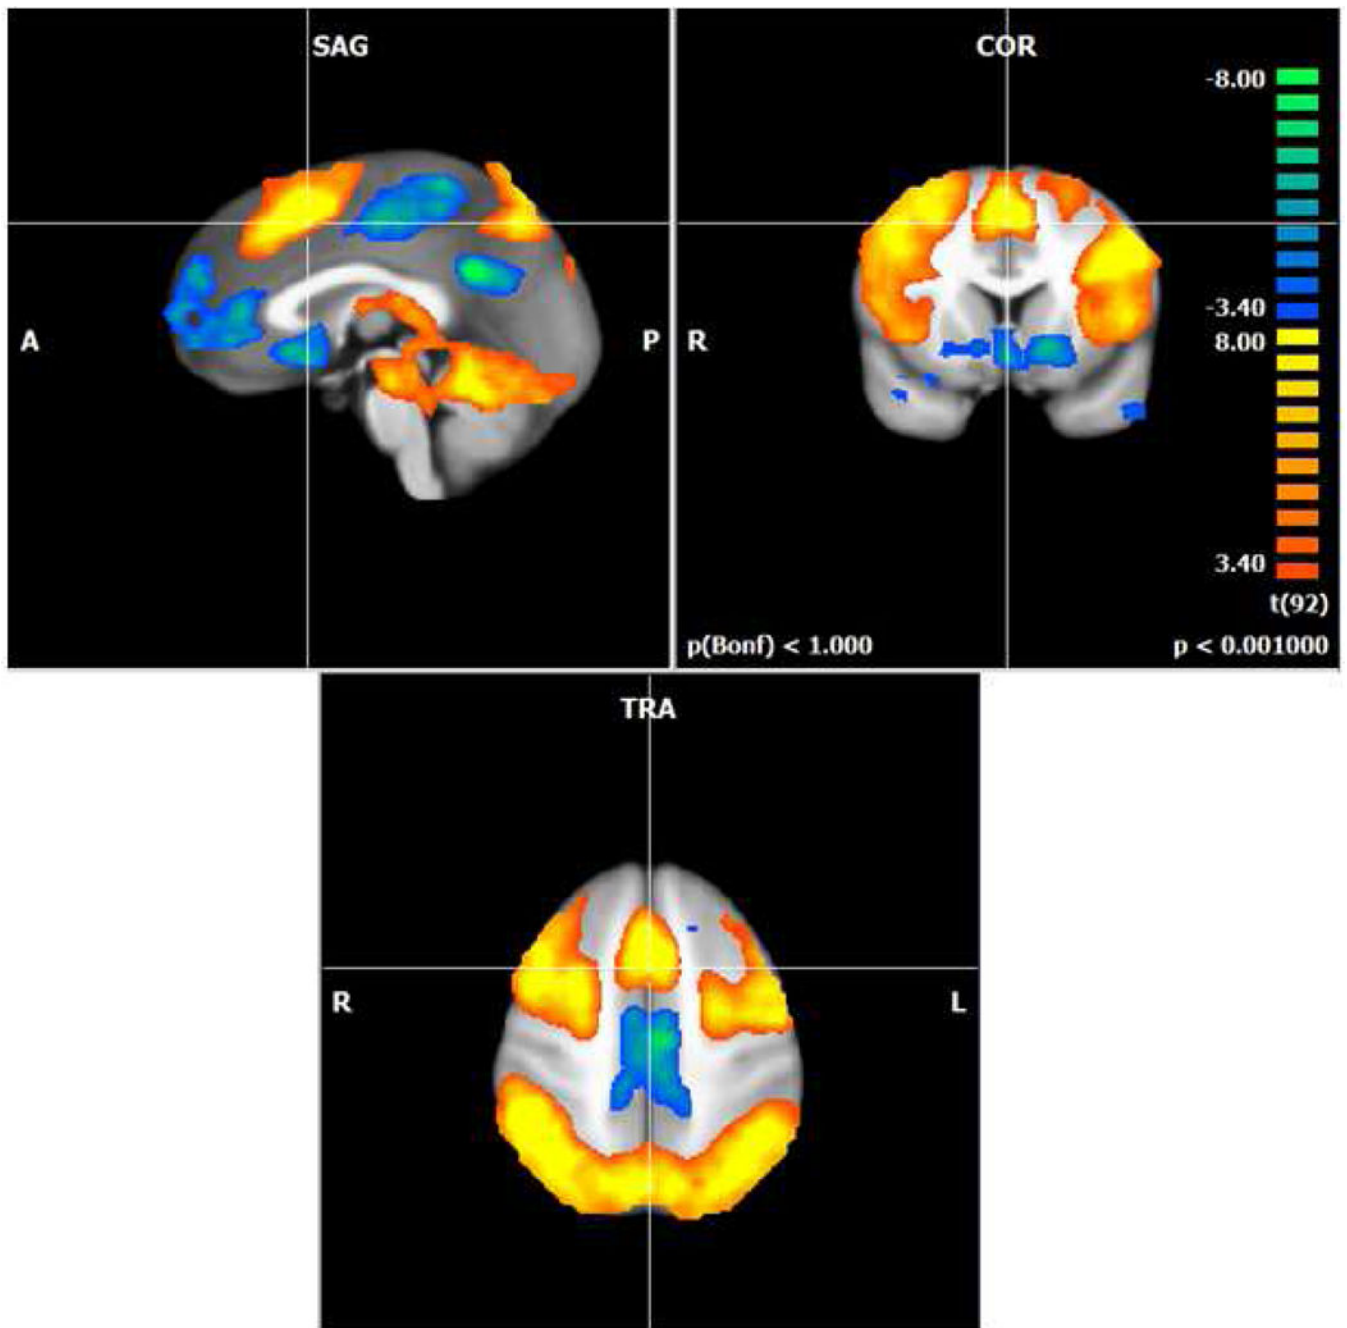 SAG
A
P
COR
R
-8.00
-3.40
8.00
3.40
t(92)
p(Bonf) < 1.000
p < 0.001000
TRA
R
L